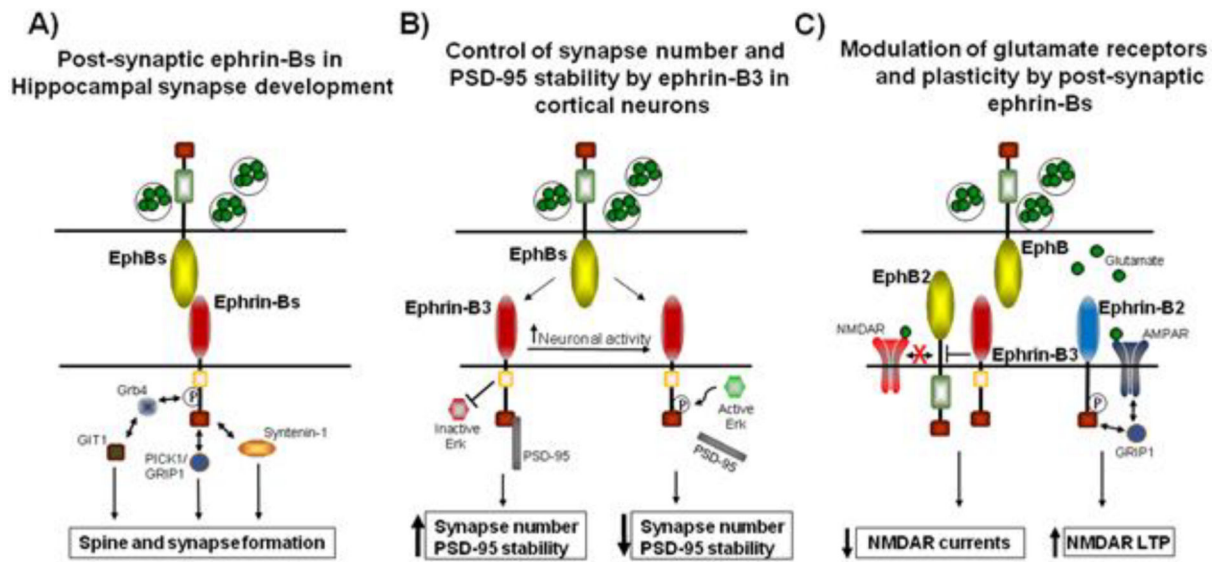 A)
Post-synaptic ephrin-Bs in
Hippocampal synapse development
EphBs
Ephrin-Bs
Grb4
P
GIT1
PICK1/
GRIP1
Syntenin-1
Spine and synapse formation
B)
Control of synapse number and
PSD-95 stability by ephrin-B3 in
cortical neurons
EphBs
Ephrin-B3
Neuronal activity
Inactive
Erk
P
Active
Erk
PSD-95
PSD-95
Synapse number
PSD-95 stability
Synapse number
PSD-95 stability
C)
Modulation of glutamate receptors
and plasticity by post-synaptic
ephrin-Bs
EphB
EphB2
Glutamate
Ephrin-B2
NMDAR
AMPAR
Ephrin-B3
P
GRIP1
NMDAR currents
NMDAR LTP